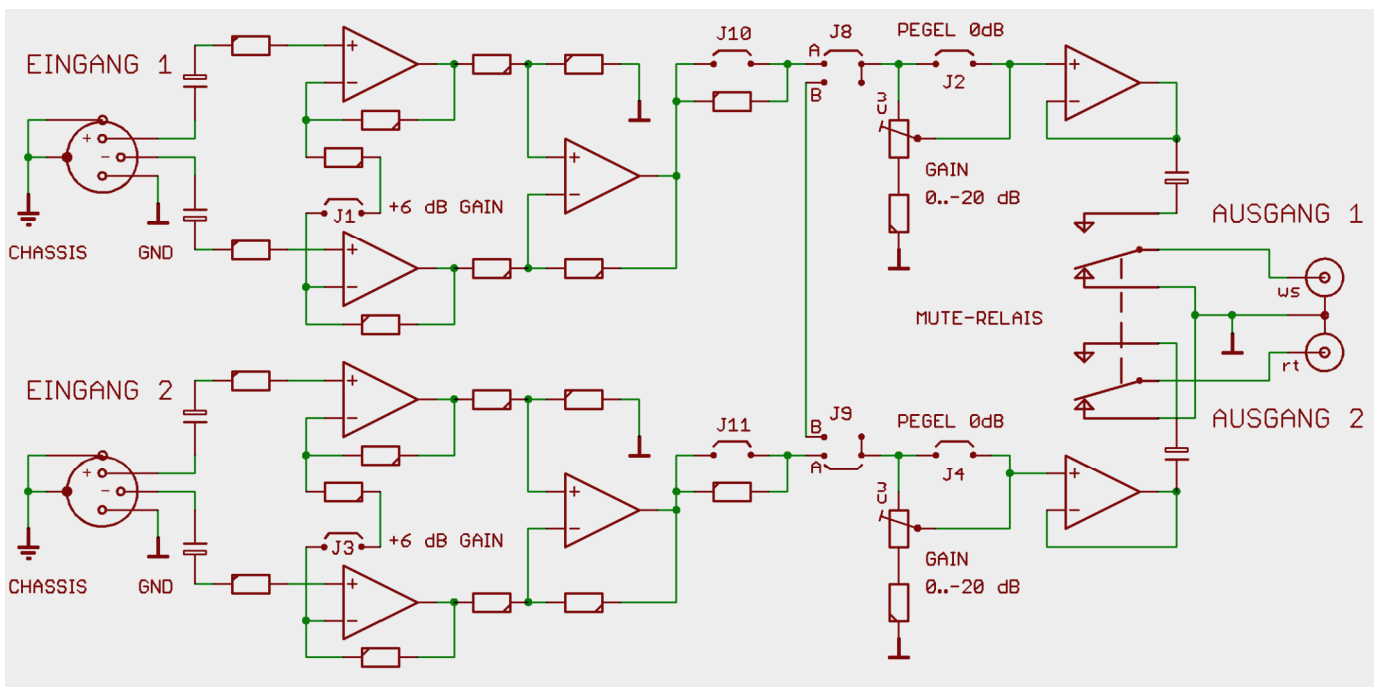 EINGANG 1
+
-
CHASSIS
GND
+
-
J1
+6 dB GAIN
+
-
+
-
J10
A
J8
B
PEGEL 0dB
J2
3U
GAIN
0..-20 dB
+
-
AUSGANG 1
ws
MUTE-RELAIS
rt
AUSGANG 2
EINGANG 2
+
-
CHASSIS
GND
+
-
J3
+6 dB GAIN
+
-
+
-
J11
B
J9
A
PEGEL 0dB
J4
3U
GAIN
0..-20 dB
+
-